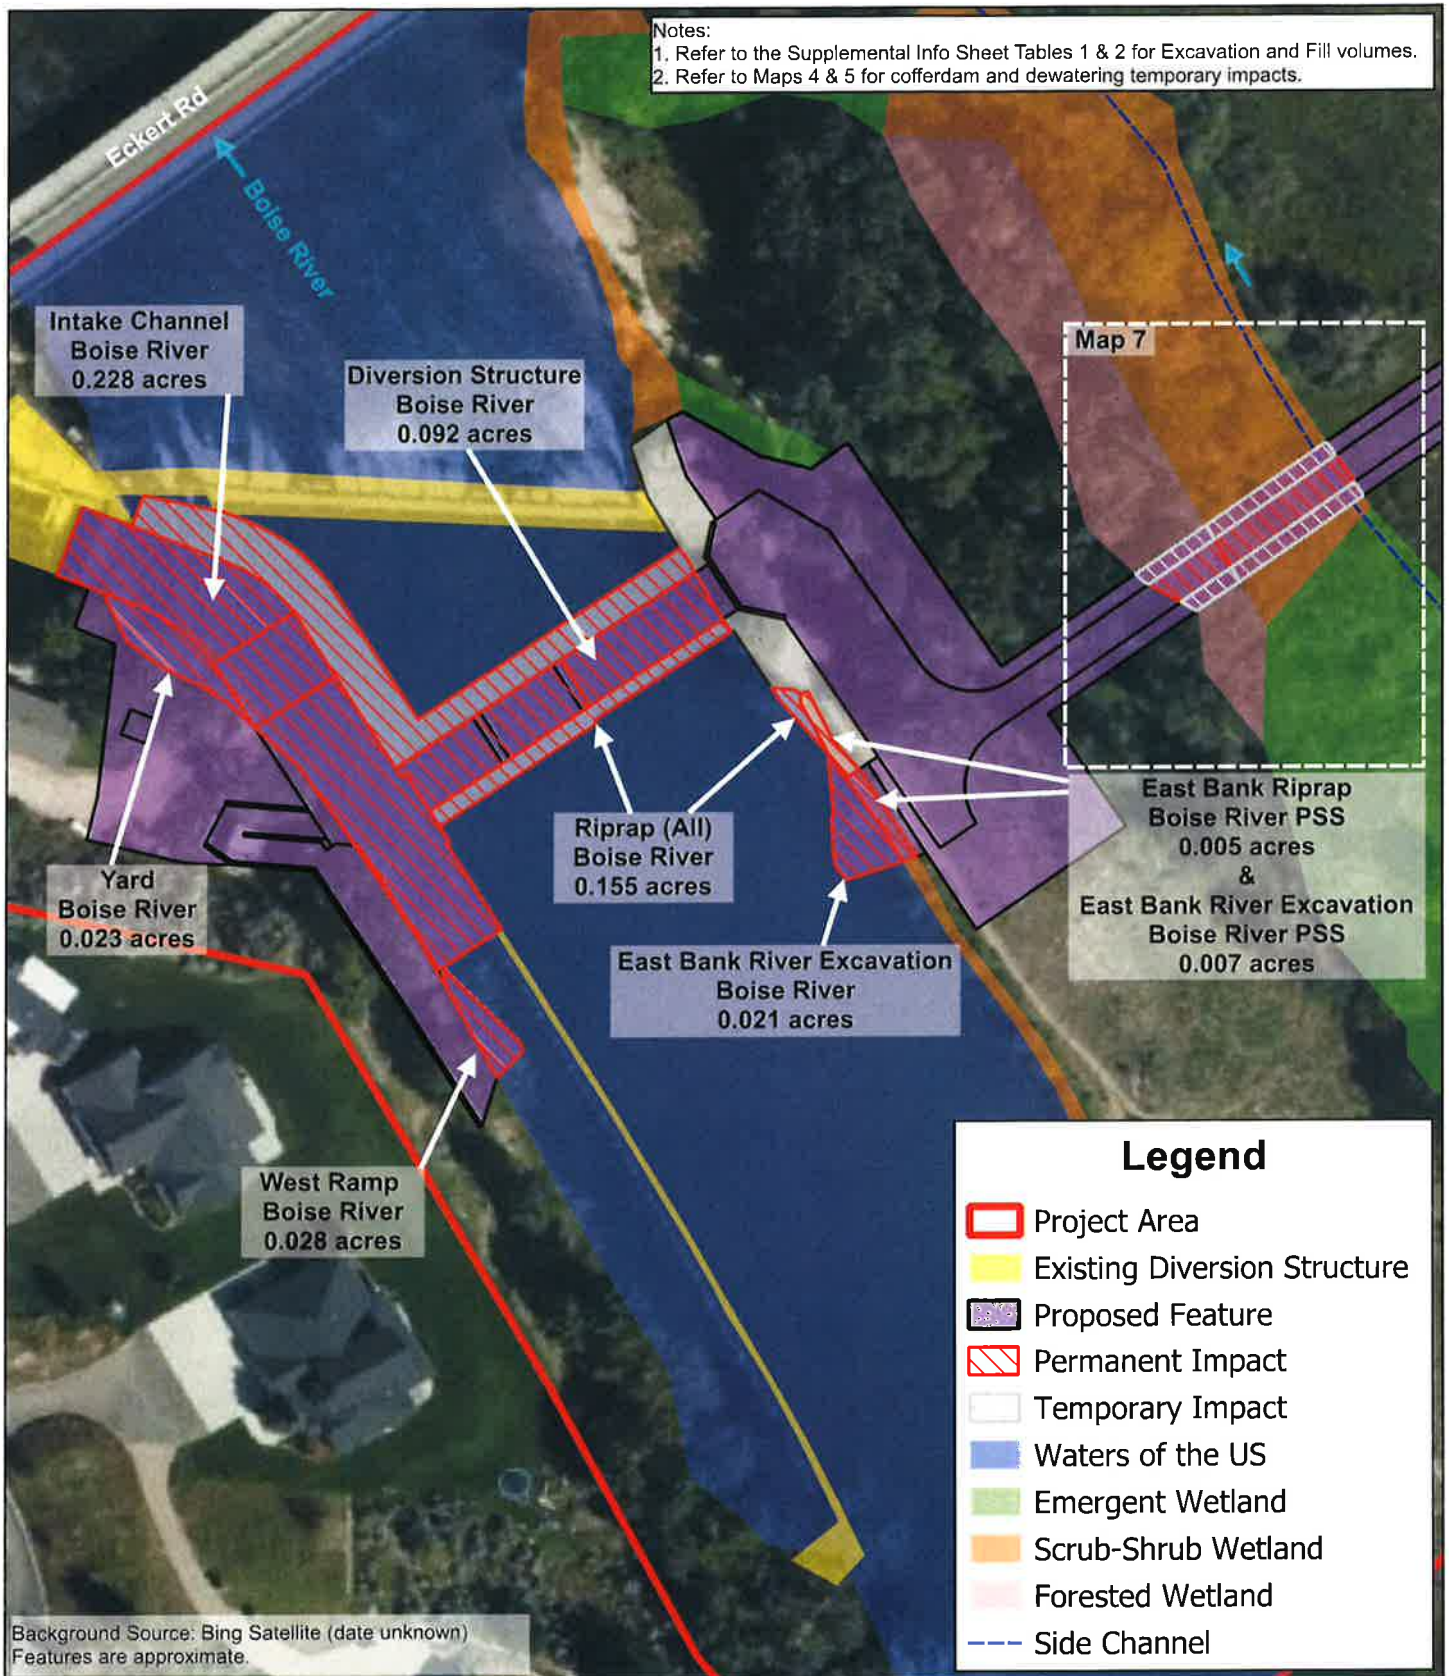 Notes:
1. Refer to the Supplemental Info Sheet Tables 1 & 2 for Excavation and Fill volumes.
2. Refer to Maps 4 & 5 for cofferdam and dewatering temporary impacts.
Eckert Rd
Boise River
Intake Channel
Boise River
0.228 acres
Diversion Structure
Boise River
0.092 acres
Map 7
Riprap (All)
Boise River
0.155 acres
East Bank Riprap
Boise River PSS
0.005 acres
&
East Bank River Excavation
Boise River PSS
0.007 acres
Yard
Boise River
0.023 acres
East Bank River Excavation
Boise River
0.021 acres
West Ramp
Boise River
0.028 acres
Legend
Project Area
Existing Diversion Structure
Proposed Feature
Permanent Impact
Temporary Impact
Waters of the US
Emergent Wetland
Scrub-Shrub Wetland
Forested Wetland
Side Channel
Background Source: Bing Satellite (date unknown)
Features are approximate.